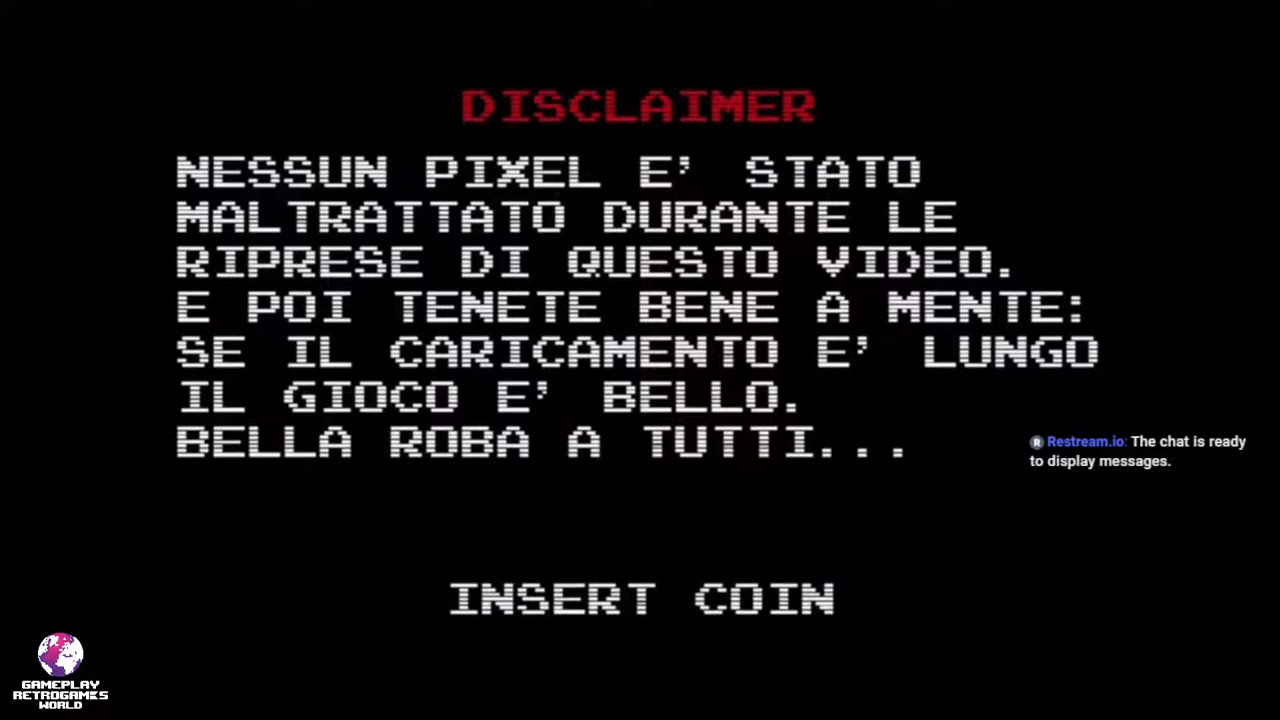 DISCLAIMER
NESSUN PIXEL E' STATO
MALTRATTATO DURANTE LE
RIPRESE DI QUESTO VIDEO.
E POI TENETE BENE A MENTE:
SE IL CARICAMENTO E' LUNGO
IL GIOCO E' BELLO.
BELLA ROBA A TUTTI...
R Restream.io: The chat is ready
to display messages.
INSERT COIN
GAMEPLAY
RETROGAMES
WORLD